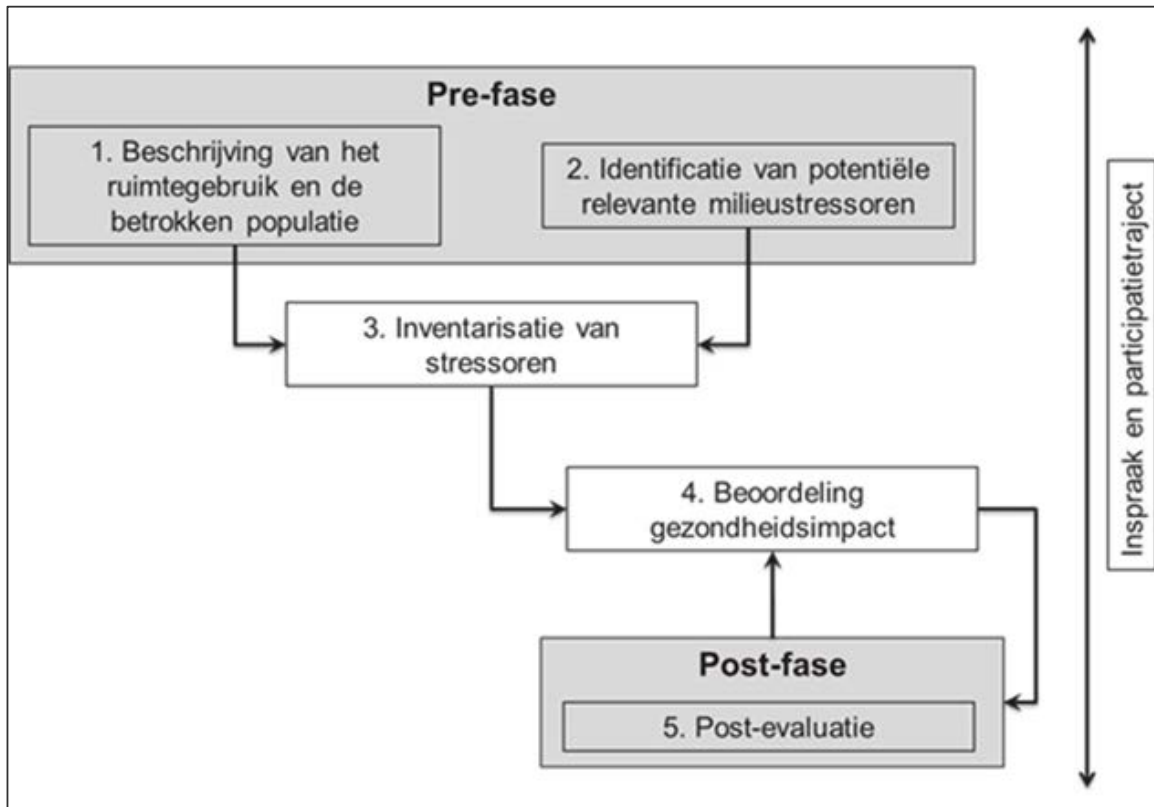 Pre-fase
1. Beschrijving van het
ruimtegebruik en de
betrokken populatie
2. Identificatie van potentiële
relevante milieustressoren
3. Inventarisatie van
stressoren
4. Beoordeling
gezondheidsimpact
Post-fase
5. Post-evaluatie
Inspraak en participatietraject